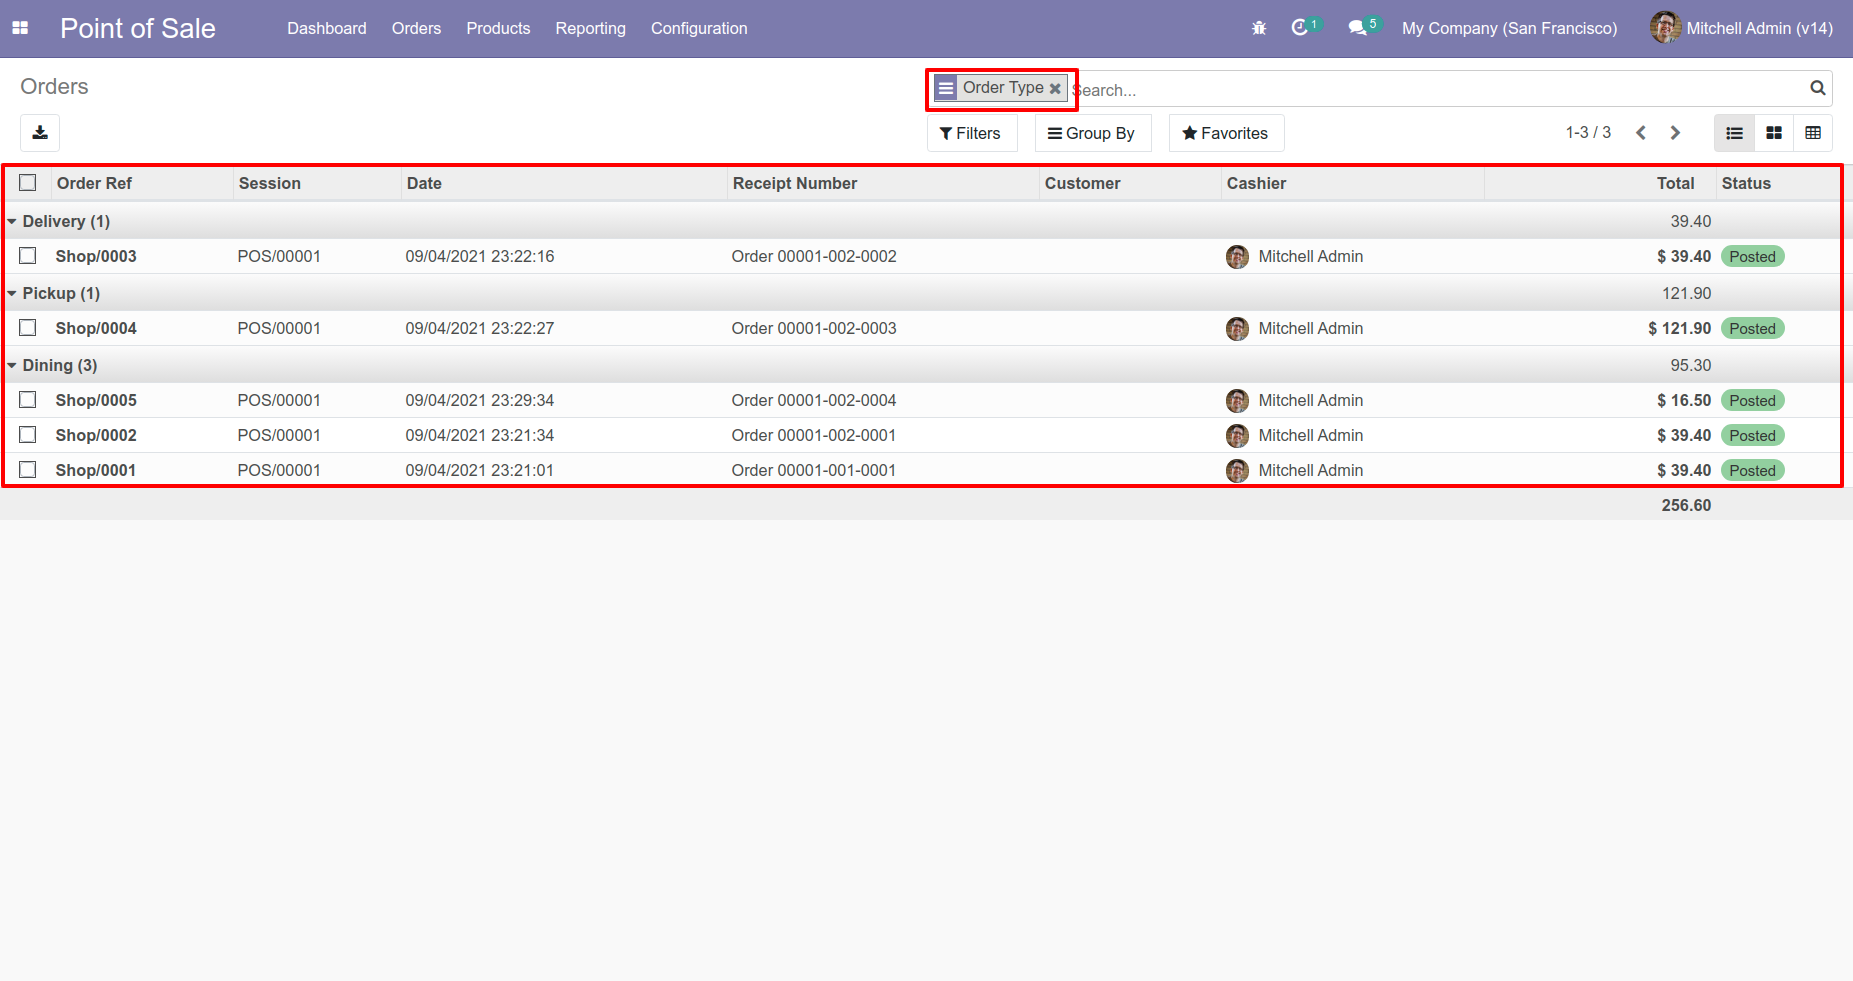 Point of Sale Dashboard Orders Products Reporting Configuration 1 5 My Company (San Francisco) Mitchell Admin (v14)
Orders Order Type Search...
Filters Group By Favorites 1-3 / 3
Order Ref Session Date Receipt Number Customer Cashier Total Status
Delivery (1) 39.40
Shop/0003 POS/00001 09/04/2021 23:22:16 Order 00001-002-0002 Mitchell Admin $ 39.40 Posted
Pickup (1) 121.90
Shop/0004 POS/00001 09/04/2021 23:22:27 Order 00001-002-0003 Mitchell Admin $ 121.90 Posted
Dining (3) 95.30
Shop/0005 POS/00001 09/04/2021 23:29:34 Order 00001-002-0004 Mitchell Admin $ 16.50 Posted
Shop/0002 POS/00001 09/04/2021 23:21:34 Order 00001-002-0001 Mitchell Admin $ 39.40 Posted
Shop/0001 POS/00001 09/04/2021 23:21:01 Order 00001-001-0001 Mitchell Admin $ 39.40 Posted
256.60